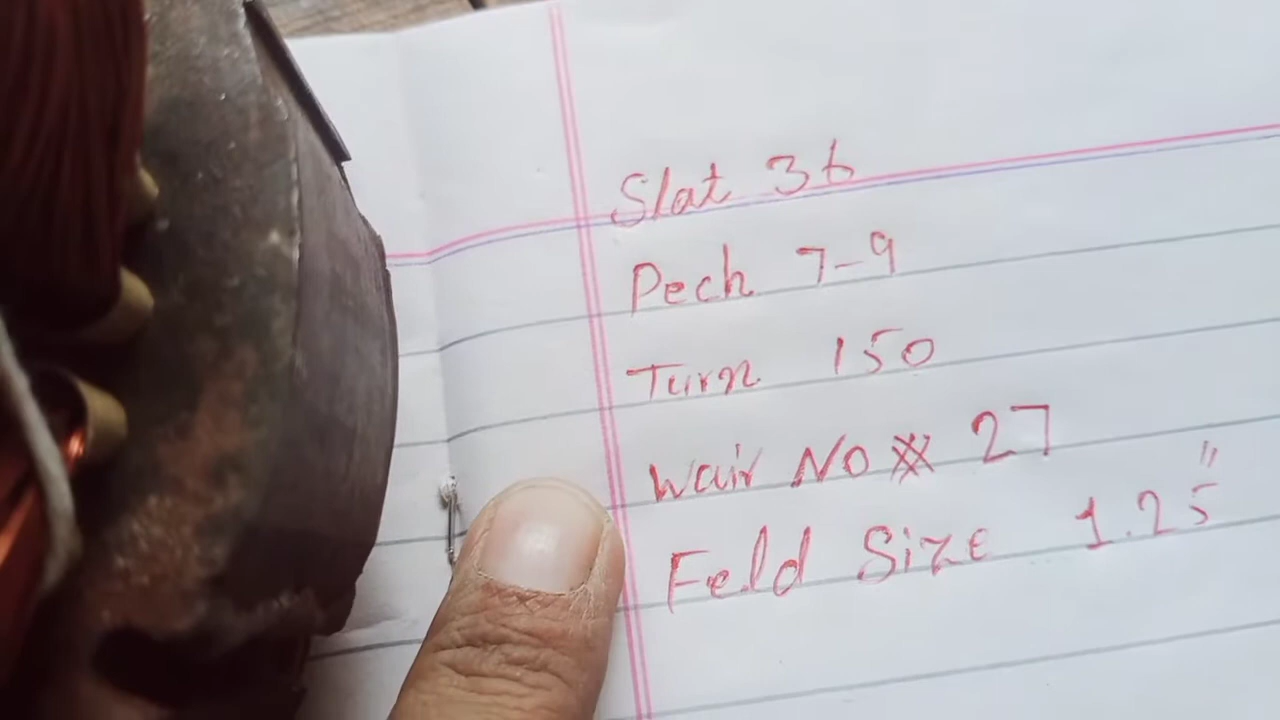 Slat 36
Pech 7-9
Turn 150
Wair No 27
Feld Size 1.25"